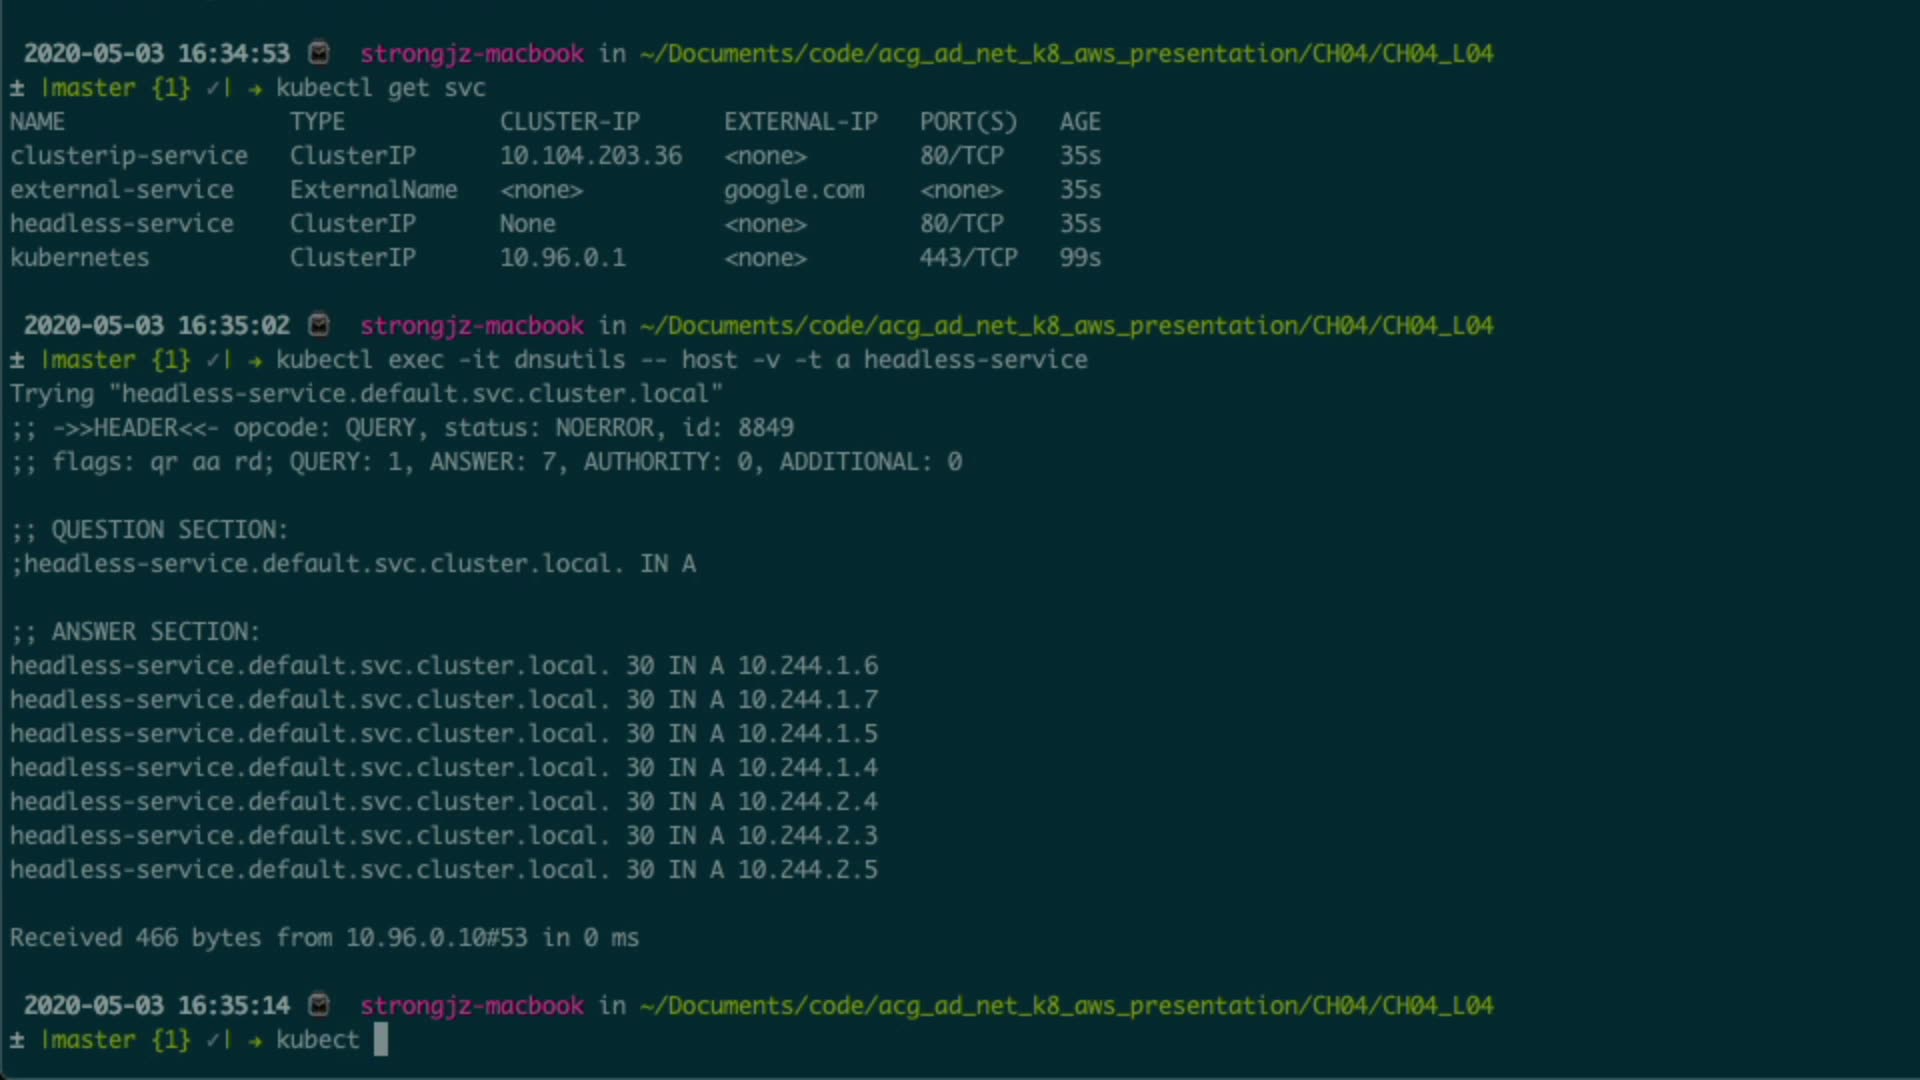 2020-05-03 16:34:53 strongjz-macbook in ~/Documents/code/acg_ad_net_k8_aws_presentation/CH04/CH04_L04
± |master {1} ✓| → kubectl get svc
NAME TYPE CLUSTER-IP EXTERNAL-IP PORT(S) AGE
clusterip-service ClusterIP 10.104.203.36 <none> 80/TCP 35s
external-service ExternalName <none> google.com <none> 35s
headless-service ClusterIP None <none> 80/TCP 35s
kubernetes ClusterIP 10.96.0.1 <none> 443/TCP 99s
2020-05-03 16:35:02 strongjz-macbook in ~/Documents/code/acg_ad_net_k8_aws_presentation/CH04/CH04_L04
± |master {1} ✓| → kubectl exec -it dnsutils -- host -v -t a headless-service
Trying "headless-service.default.svc.cluster.local"
;; ->>HEADER<<- opcode: QUERY, status: NOERROR, id: 8849
;; flags: qr aa rd; QUERY: 1, ANSWER: 7, AUTHORITY: 0, ADDITIONAL: 0
;; QUESTION SECTION:
;headless-service.default.svc.cluster.local. IN A
;; ANSWER SECTION:
headless-service.default.svc.cluster.local. 30 IN A 10.244.1.6
headless-service.default.svc.cluster.local. 30 IN A 10.244.1.7
headless-service.default.svc.cluster.local. 30 IN A 10.244.1.5
headless-service.default.svc.cluster.local. 30 IN A 10.244.1.4
headless-service.default.svc.cluster.local. 30 IN A 10.244.2.4
headless-service.default.svc.cluster.local. 30 IN A 10.244.2.3
headless-service.default.svc.cluster.local. 30 IN A 10.244.2.5
Received 466 bytes from 10.96.0.10#53 in 0 ms
2020-05-03 16:35:14 strongjz-macbook in ~/Documents/code/acg_ad_net_k8_aws_presentation/CH04/CH04_L04
± |master {1} ✓| → kubect